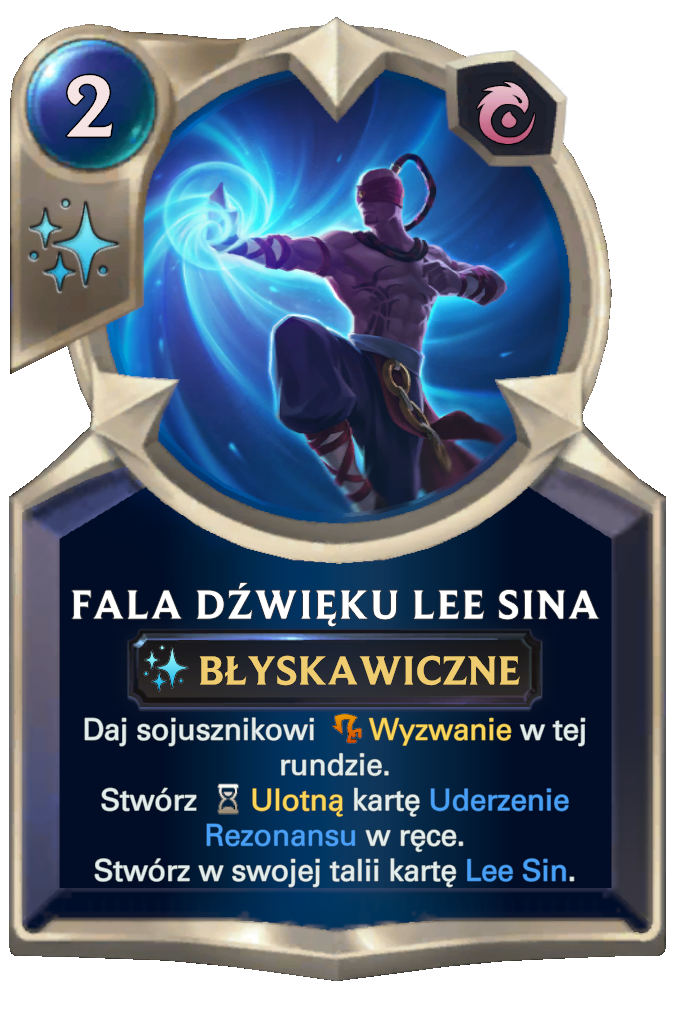 2
FALA DŹWIĘKU LEE SINA
BŁYSKAWICZNE
Daj sojusznikowi Wyzwanie w tej
rundzie.
Stwórz Ulotną kartę Uderzenie
Rezonansu w ręce.
Stwórz w swojej talii kartę Lee Sin.